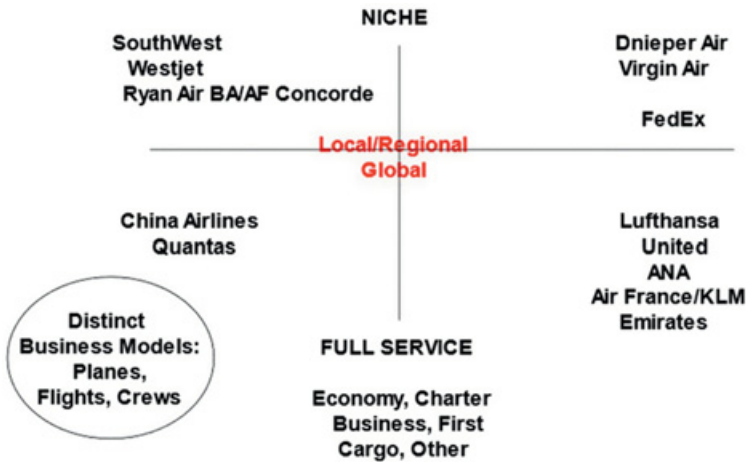 NICHE
SouthWest
Westjet
Ryan Air BA/AF Concorde
Dnieper Air
Virgin Air
FedEx
Local/Regional
Global
China Airlines
Quantas
Lufthansa
United
ANA
Air France/KLM
Emirates
Distinct
Business Models:
Planes,
Flights, Crews
FULL SERVICE
Economy, Charter
Business, First
Cargo, Other